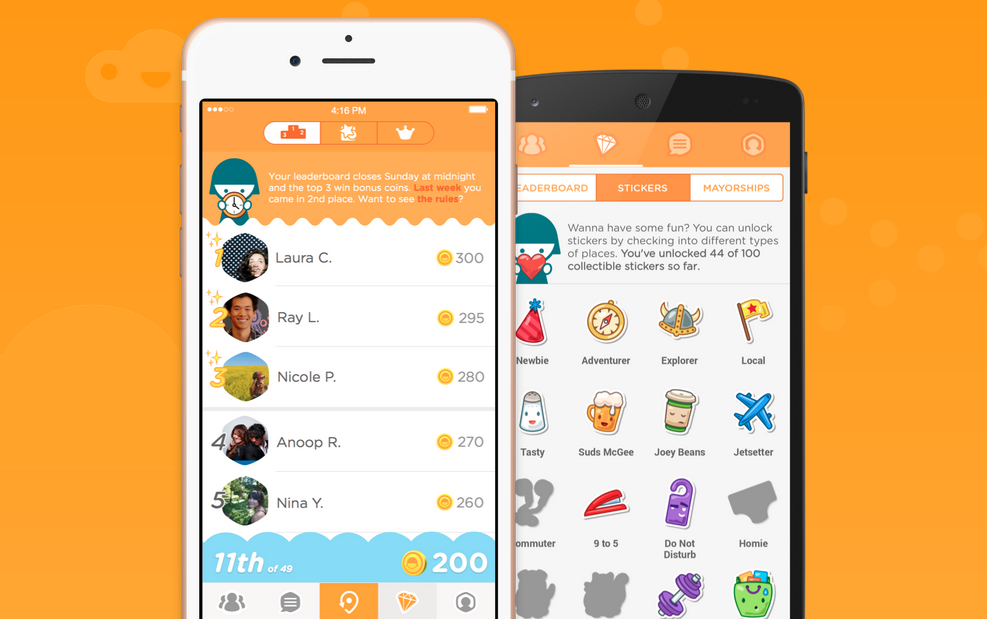 4:16 PM
3 1 2
Your leaderboard closes Sunday at midnight
and the top 3 win bonus coins. Last week you
came in 2nd place. Want to see the rules?
1 Laura C. 300
2 Ray L. 295
3 Nicole P. 280
4 Anoop R. 270
5 Nina Y. 260
11th of 49 200
EADERBOARD STICKERS MAYORSHIPS
Wanna have some fun? You can unlock
stickers by checking into different types
of places. You've unlocked 44 of 100
collectible stickers so far.
Newbie Adventurer Explorer Local
Tasty Suds McGee Joey Beans Jetsetter
ommuter 9 to 5 Do Not Homie
Disturb